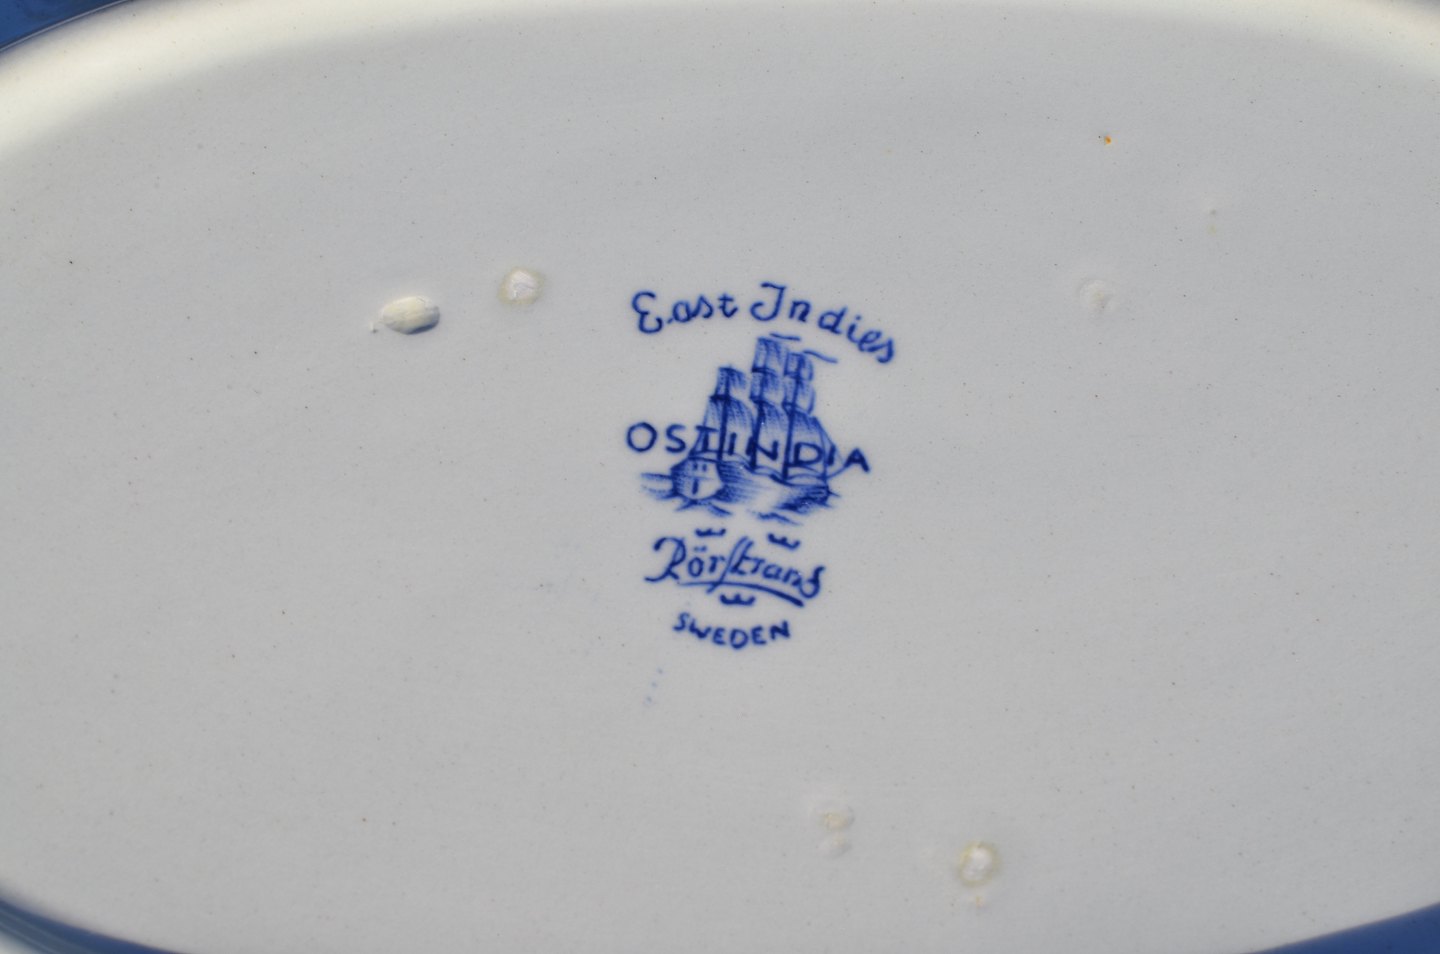 East Indies
OSTINDIA
Rörstrand
SWEDEN